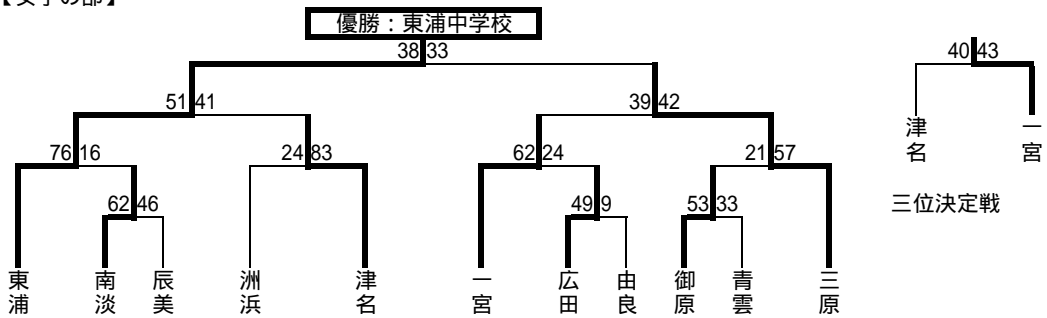 【女子の部】
優勝：東浦中学校
38 33
40 43
51 41
39 42
津名
一宮
76 16
24 83
62 24
21 57
三位決定戦
62 46
49 9
53 33
東浦
南淡
辰美
洲浜
津名
一宮
広田
由良
御原
青雲
三原